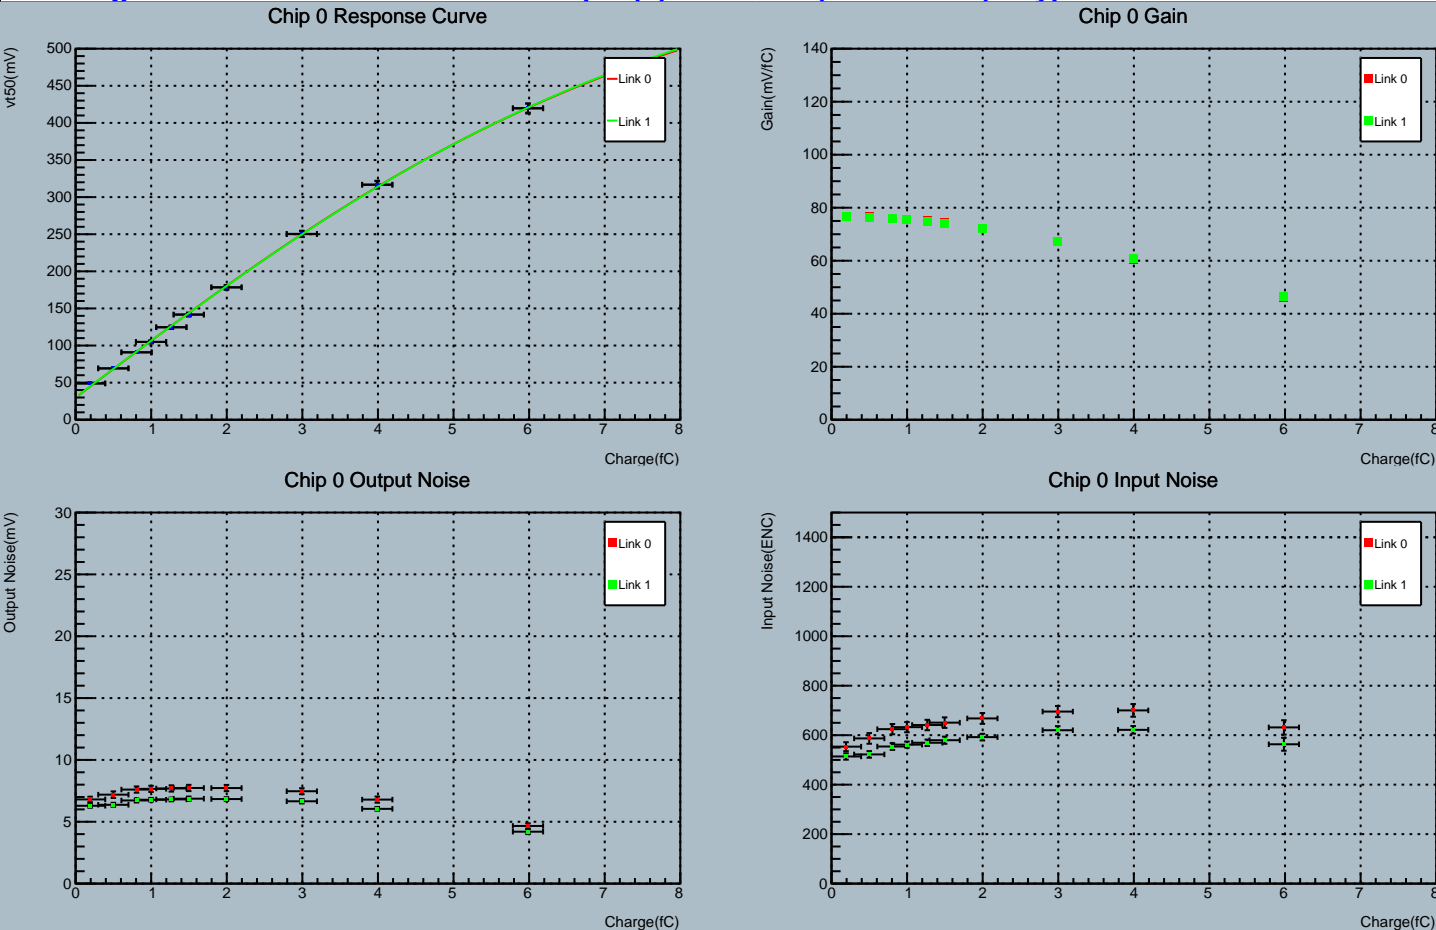 Chip 0 Response Curve
vt50(mV)
500
450
400
350
300
250
200
150
100
50
0
0 1 2 3 4 5 6 7 8
Charge(fC)
Link 0
Link 1
Chip 0 Gain
Gain(mV/fC)
140
120
100
80
60
40
20
0
0 1 2 3 4 5 6 7 8
Charge(fC)
Link 0
Link 1
Chip 0 Output Noise
Output Noise(mV)
30
25
20
15
10
5
0
0 1 2 3 4 5 6 7 8
Charge(fC)
Link 0
Link 1
Chip 0 Input Noise
Input Noise(ENC)
1400
1200
1000
800
600
400
200
0
0 1 2 3 4 5 6 7 8
Charge(fC)
Link 0
Link 1